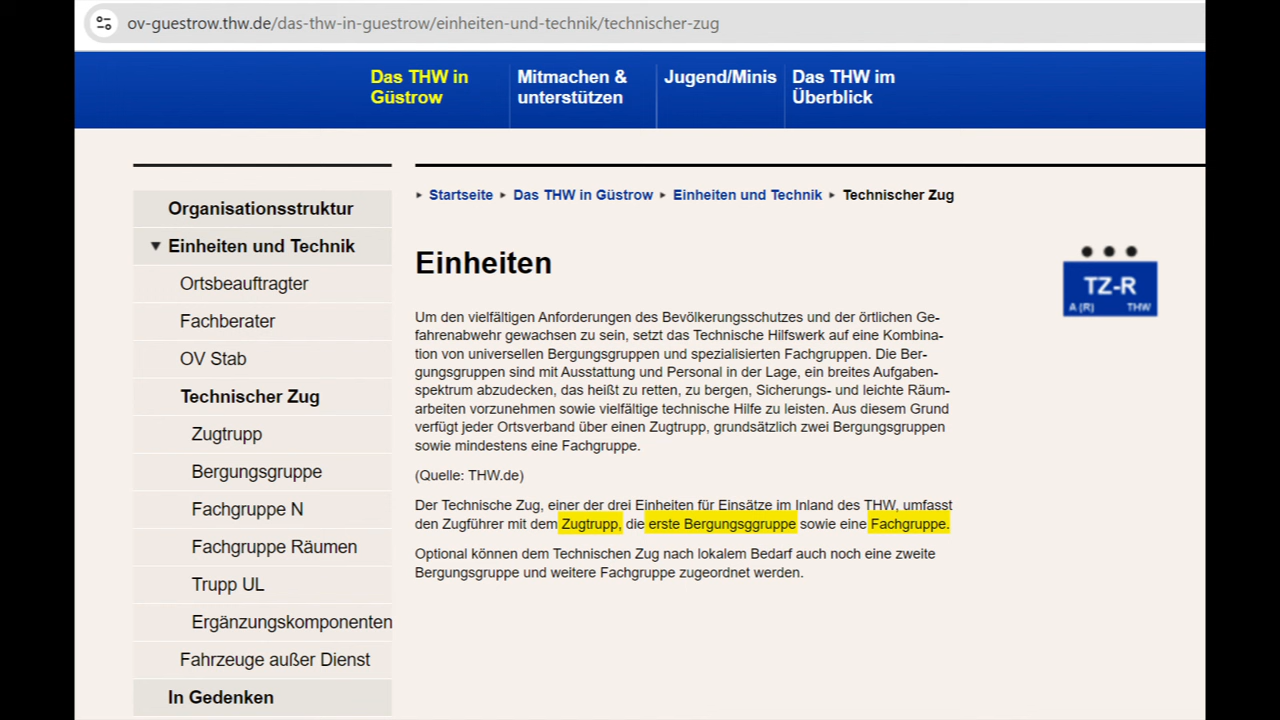 ov-guestrow.thw.de/das-thw-in-guestrow/einheiten-und-technik/technischer-zug
Das THW in
Güstrow
Mitmachen &
unterstützen
Jugend/Minis
Das THW im
Überblick
Organisationsstruktur
Einheiten und Technik
Ortsbeauftragter
Fachberater
OV Stab
Technischer Zug
Zugtrupp
Bergungsgruppe
Fachgruppe N
Fachgruppe Räumen
Trupp UL
Ergänzungskomponenten
Fahrzeuge außer Dienst
In Gedenken
Startseite Das THW in Güstrow Einheiten und Technik Technischer Zug
Einheiten
Um den vielfältigen Anforderungen des Bevölkerungsschutzes und der örtlichen Ge-
fahrenabwehr gewachsen zu sein, setzt das Technische Hilfswerk auf eine Kombina-
tion von universellen Bergungsgruppen und spezialisierten Fachgruppen. Die Ber-
gungsgruppen sind mit Ausstattung und Personal in der Lage, ein breites Aufgaben-
spektrum abzudecken, das heißt zu retten, zu bergen, Sicherungs- und leichte Räum-
arbeiten vorzunehmen sowie vielfältige technische Hilfe zu leisten. Aus diesem Grund
verfügt jeder Ortsverband über einen Zugtrupp, grundsätzlich zwei Bergungsgruppen
sowie mindestens eine Fachgruppe.
(Quelle: THW.de)
Der Technische Zug, einer der drei Einheiten für Einsätze im Inland des THW, umfasst
den Zugführer mit dem Zugtrupp, die erste Bergungsggruppe sowie eine Fachgruppe.
Optional können dem Technischen Zug nach lokalem Bedarf auch noch eine zweite
Bergungsgruppe und weitere Fachgruppe zugeordnet werden.
TZ-R
A (R) THW